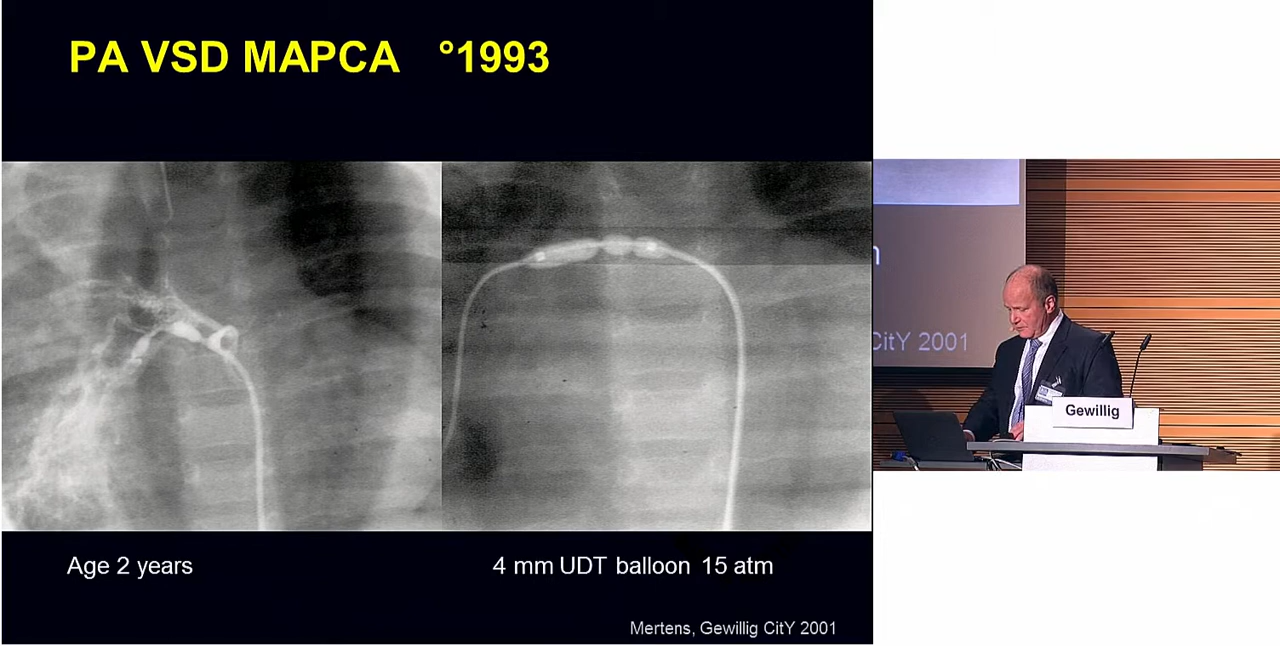 PA VSD MAPCA °1993
Age 2 years
4 mm UDT balloon 15 atm
Mertens, Gewillig CitY 2001
CitY 2001
Gewillig